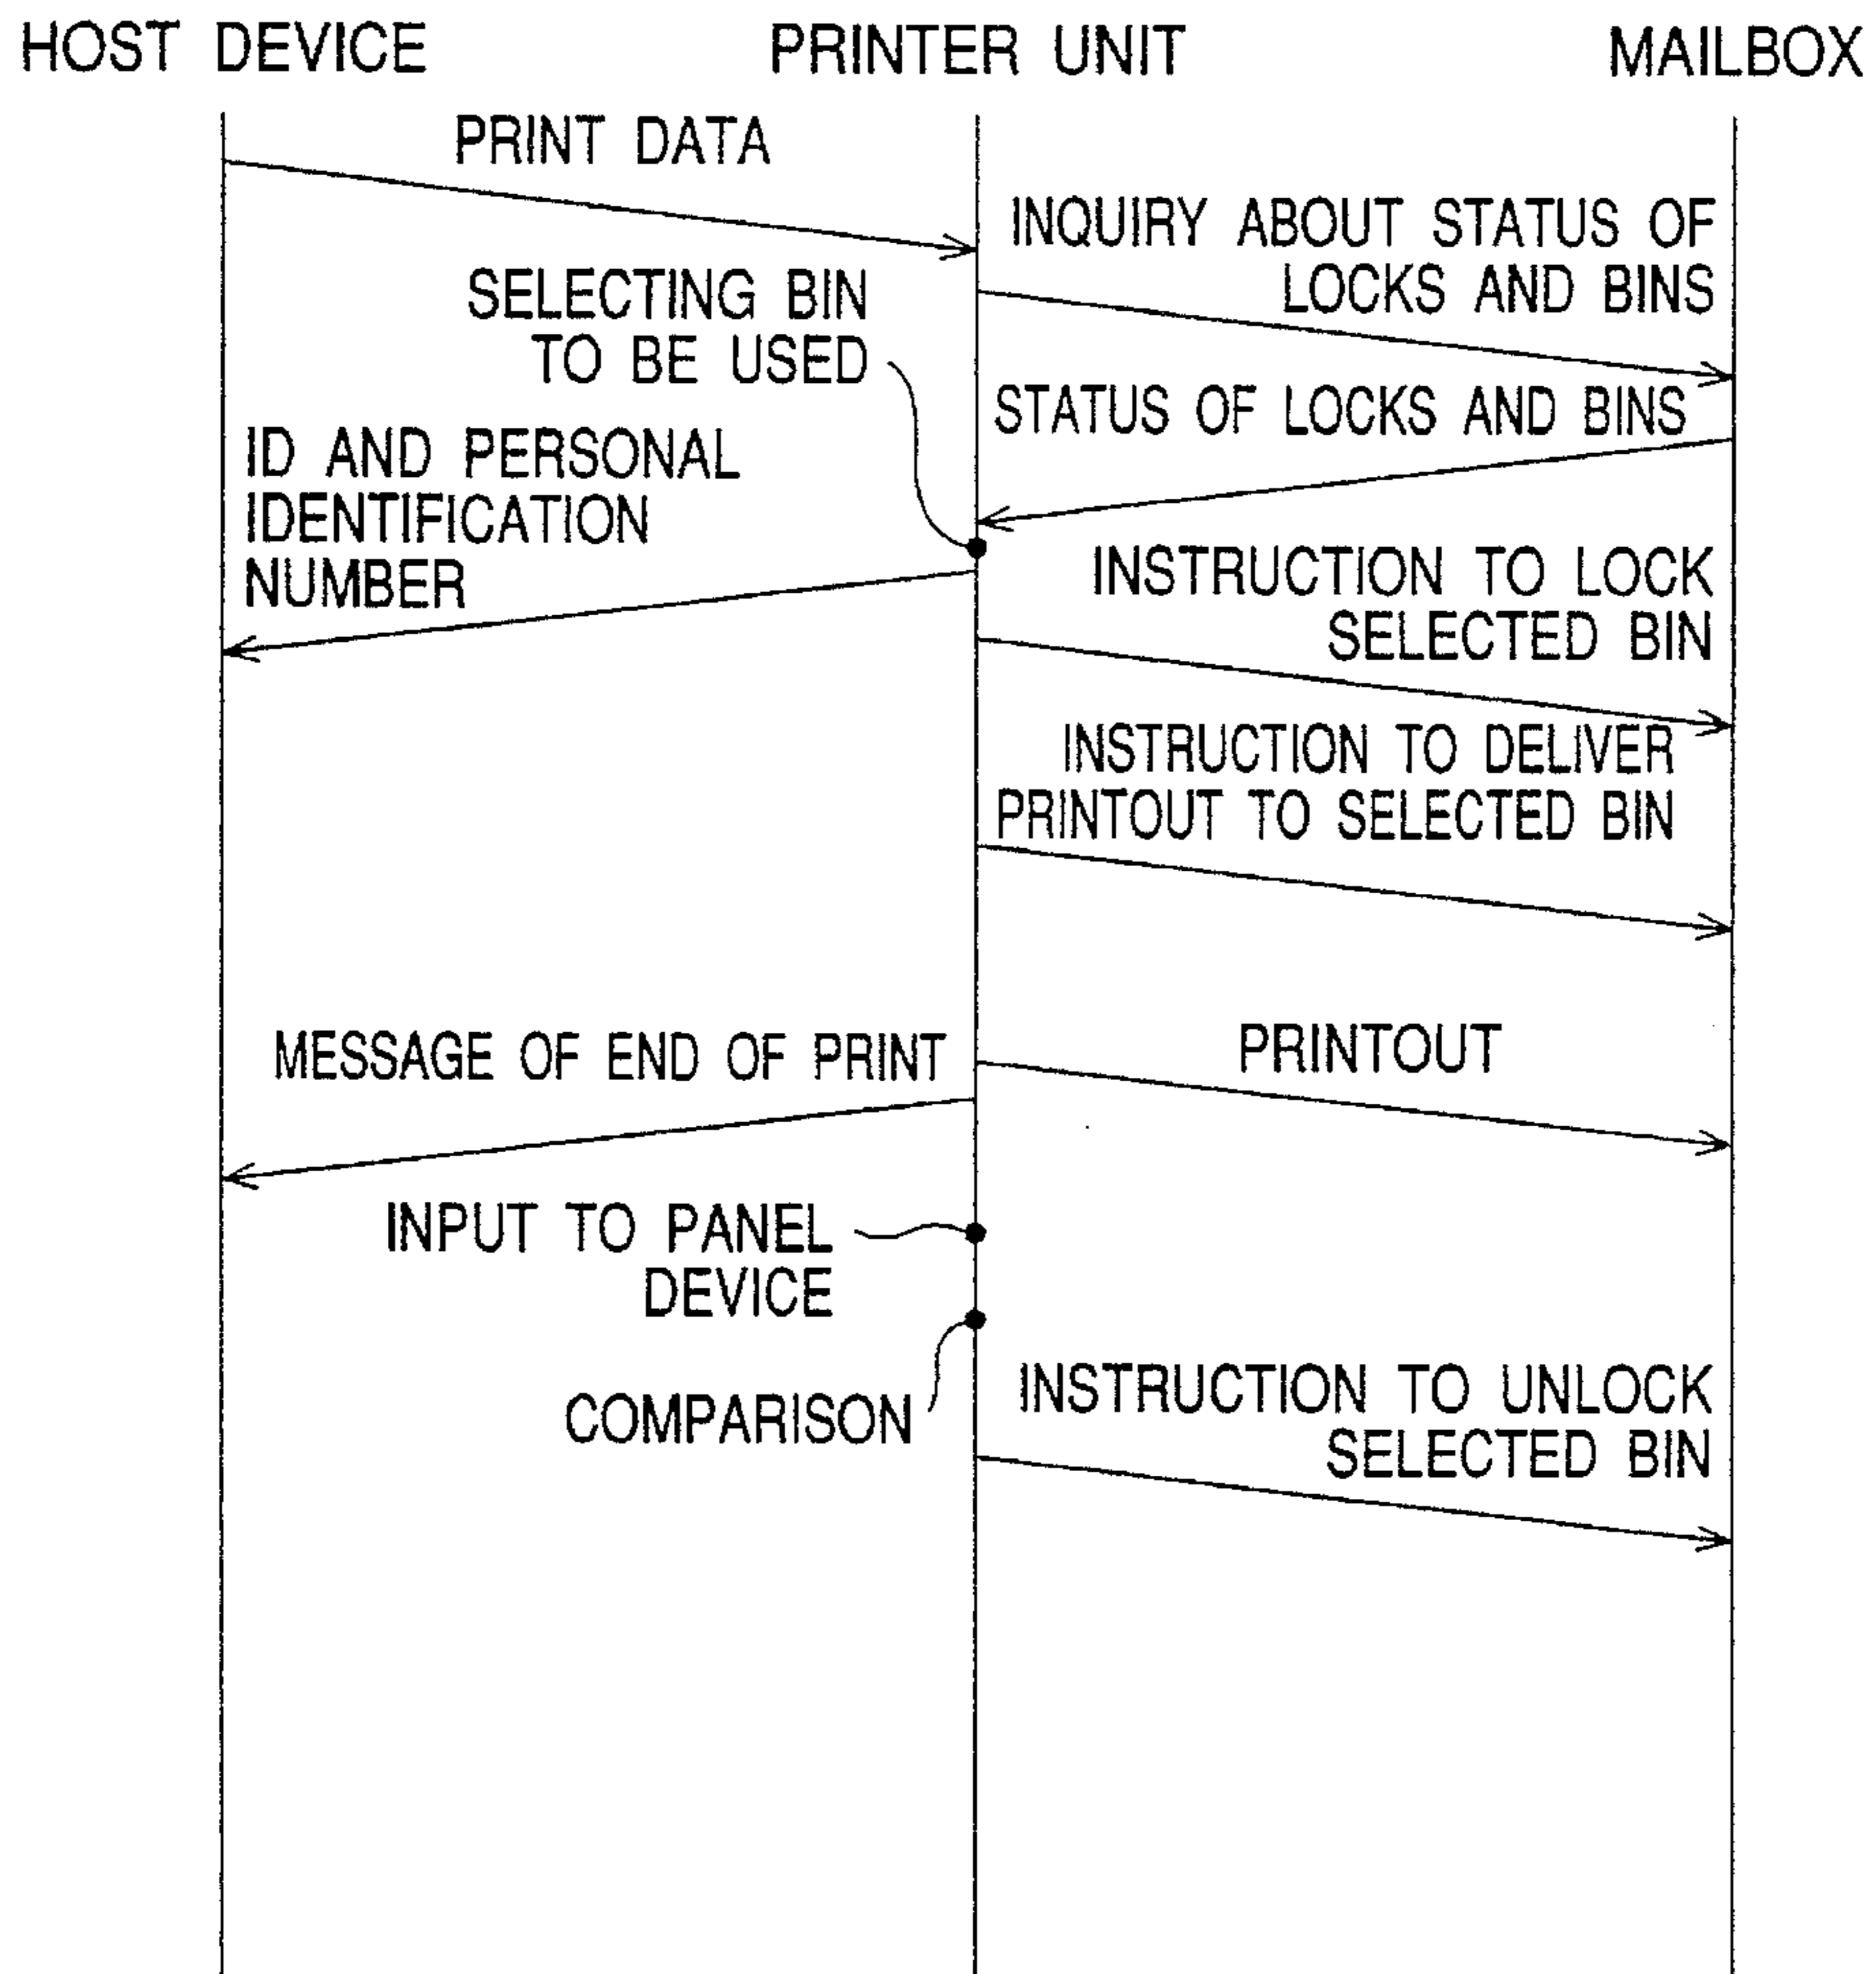 HOST DEVICE
PRINTER UNIT
MAILBOX
PRINT DATA
INQUIRY ABOUT STATUS OF
LOCKS AND BINS
SELECTING BIN
TO BE USED
STATUS OF LOCKS AND BINS
ID AND PERSONAL
IDENTIFICATION
NUMBER
INSTRUCTION TO LOCK
SELECTED BIN
INSTRUCTION TO DELIVER
PRINTOUT TO SELECTED BIN
MESSAGE OF END OF PRINT
PRINTOUT
INPUT TO PANEL
DEVICE
COMPARISON
INSTRUCTION TO UNLOCK
SELECTED BIN